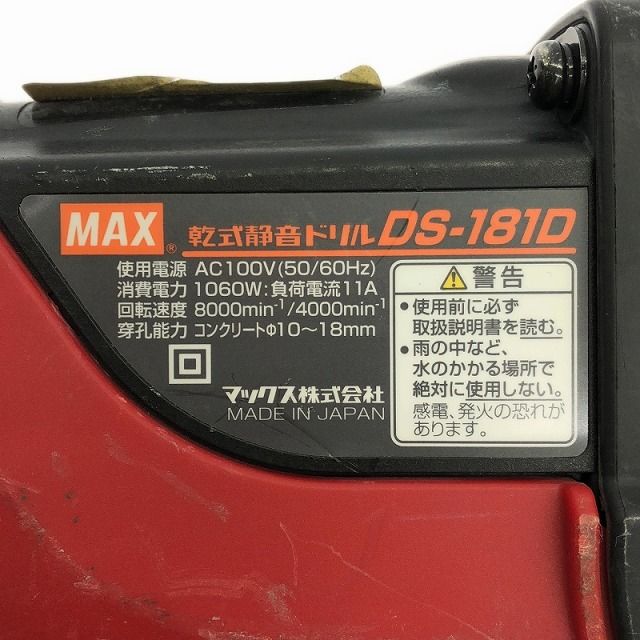 MAX® 乾式静音ドリル DS-181D
使用電源 AC100V(50/60Hz)
消費電力 1060W:負荷電流11A
回転速度 8000min⁻¹/4000min⁻¹
穿孔能力 コンクリートΦ10～18mm
マックス株式会社
MADE IN JAPAN
警告
・使用前に必ず
取扱説明書を読む。
・雨の中など、
水のかかる場所で
絶対に使用しない。
感電、発火の恐れが
あります。